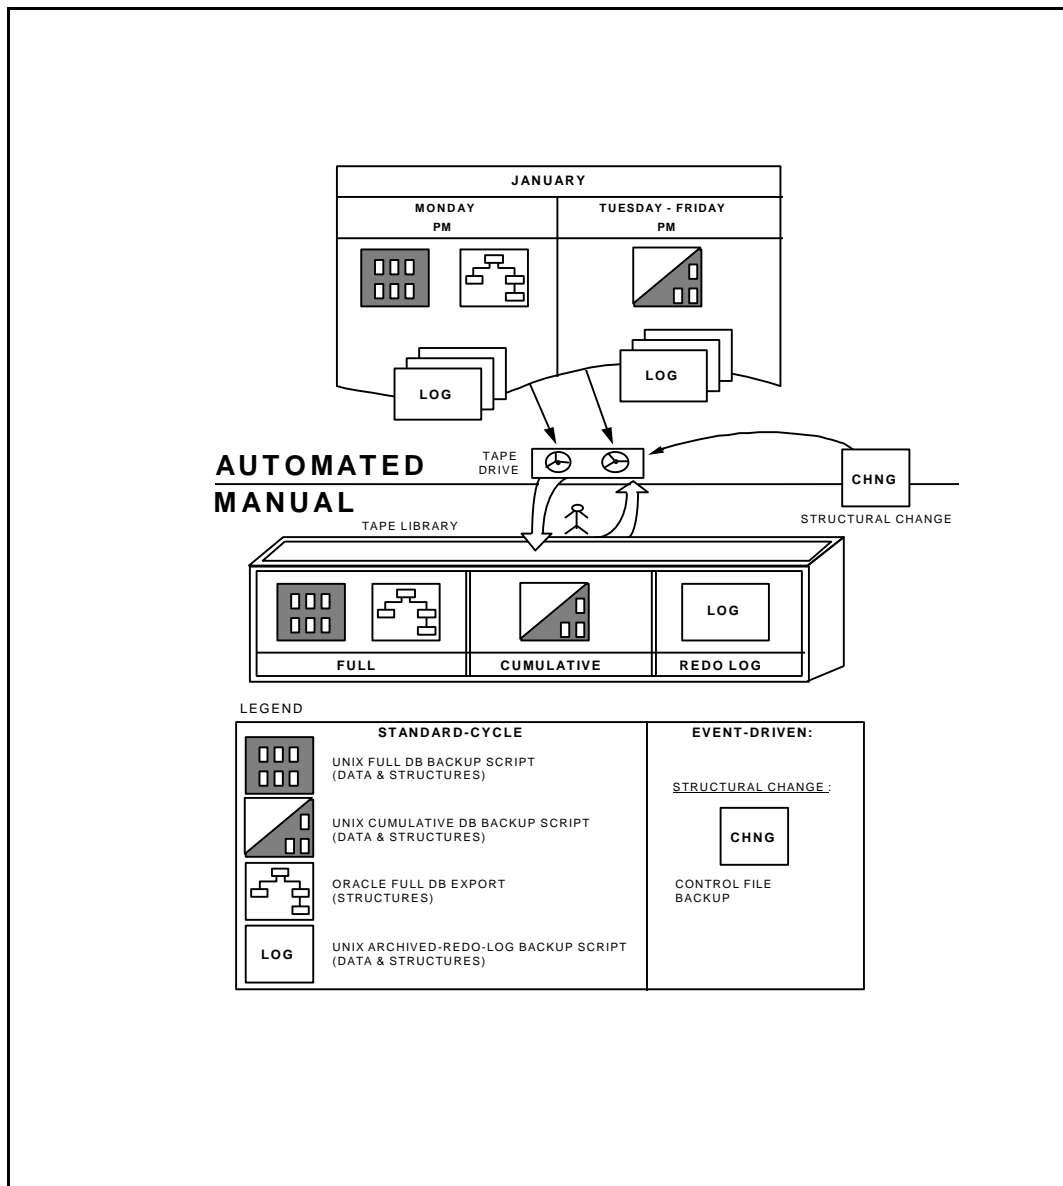 JANUARY
MONDAY
PM
TUESDAY - FRIDAY
PM
LOG
LOG
TAPE
DRIVE
AUTOMATED
MANUAL
CHNG
STRUCTURAL CHANGE
TAPE LIBRARY
LOG
FULL
CUMULATIVE
REDO LOG
LEGEND
STANDARD-CYCLE
UNIX FULL DB BACKUP SCRIPT
(DATA & STRUCTURES)
UNIX CUMULATIVE DB BACKUP SCRIPT
(DATA & STRUCTURES)
ORACLE FULL DB EXPORT
(STRUCTURES)
LOG
UNIX ARCHIVED-REDO-LOG BACKUP SCRIPT
(DATA & STRUCTURES)
EVENT-DRIVEN:
STRUCTURAL CHANGE :
CHNG
CONTROL FILE
BACKUP